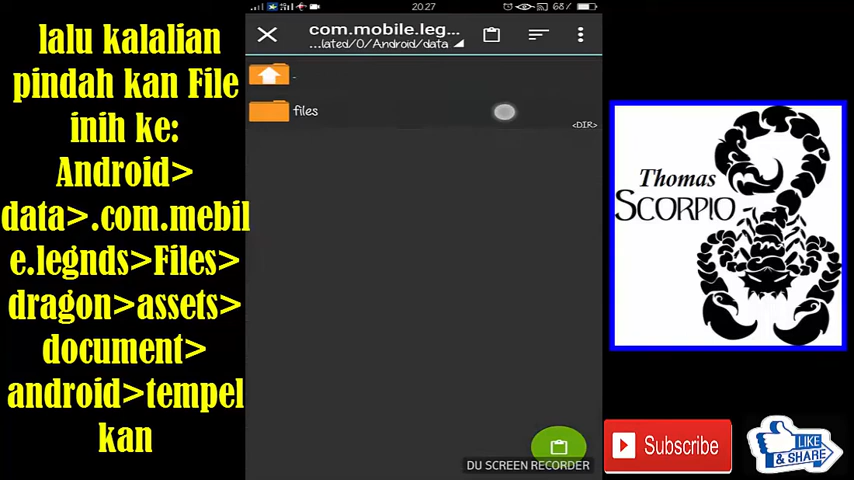 lalu kalalian
pindah kan File
inih ke:
Android>
data>.com.mebil
e.legnds>Files>
dragon>assets>
document>
android>tempel
kan
20.27
68%
com.mobile.leg...
...lated/0/Android/data
..
files
<DIR>
DU SCREEN RECORDER
Thomas
SCORPIO
Subscribe
LIKE
& SHARE